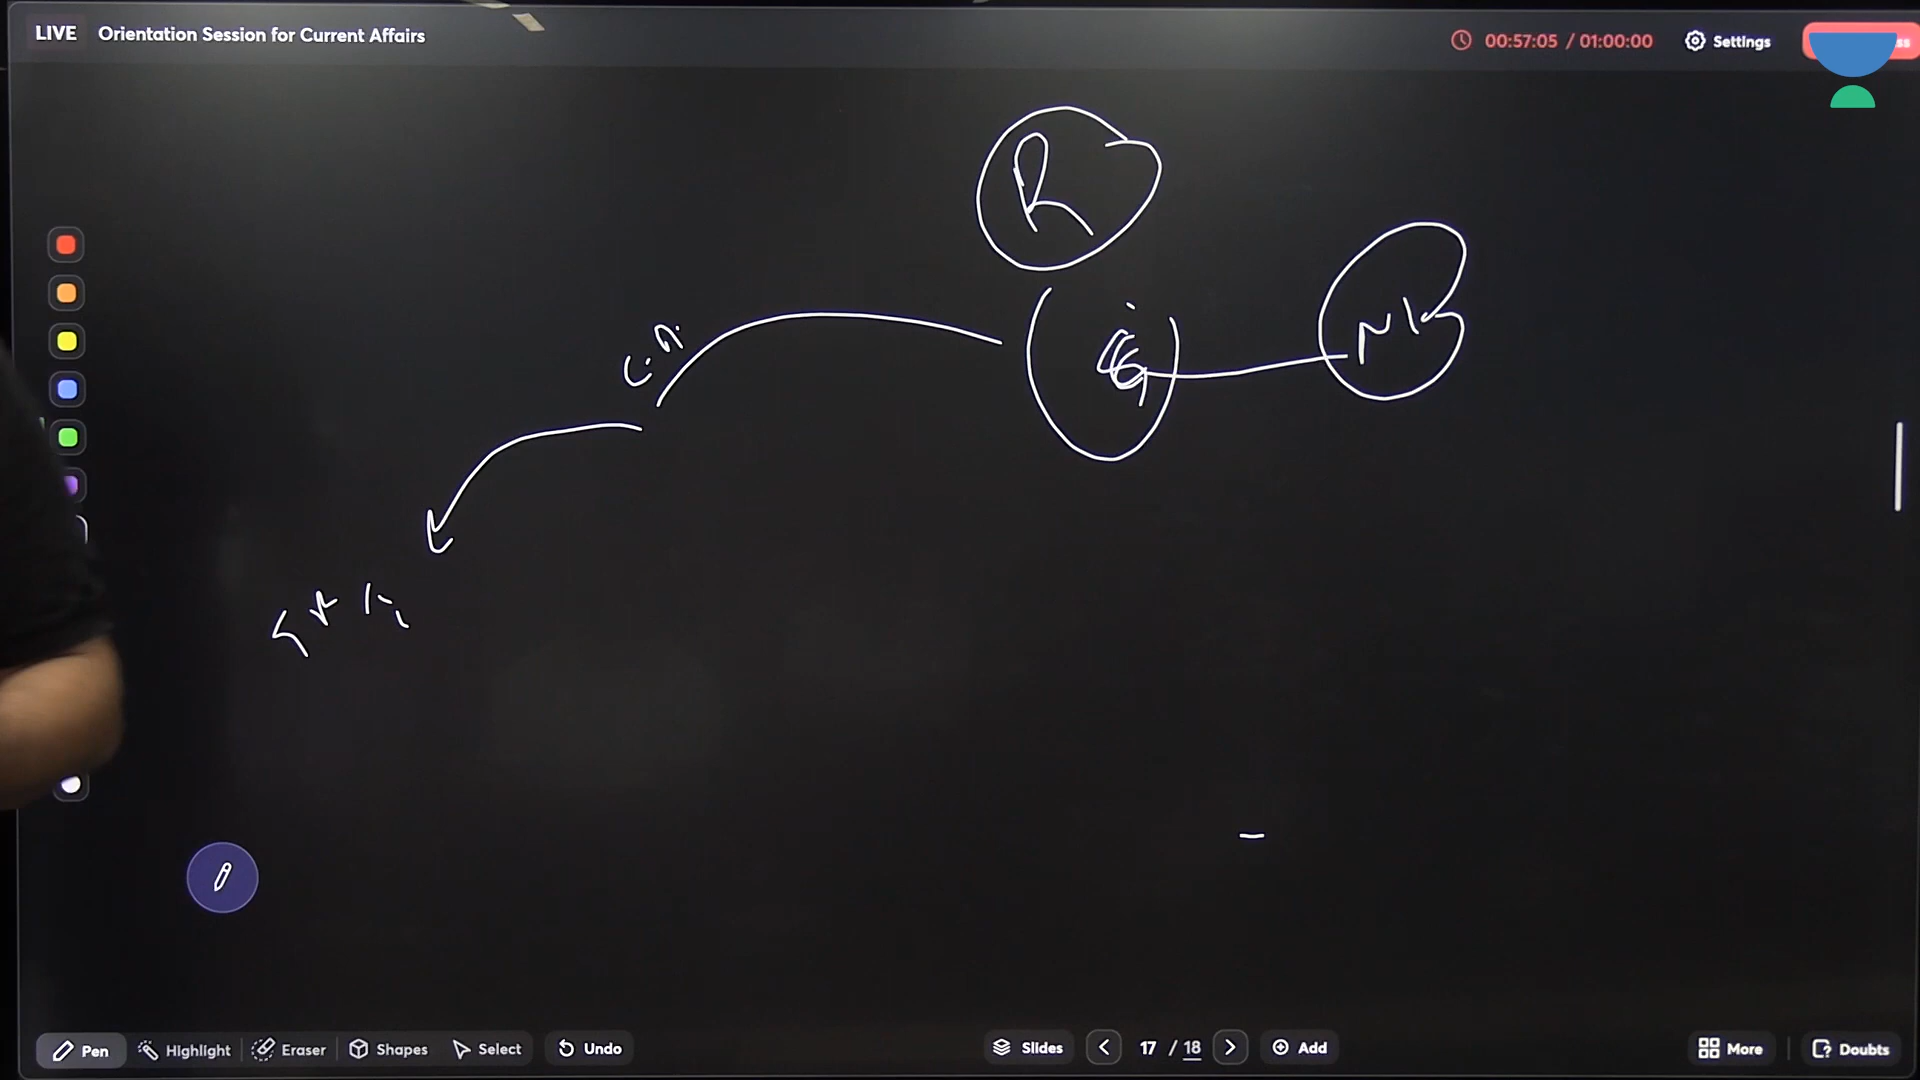 LIVE Orientation Session for Current Affairs
00:57:05 / 01:00:00 Settings
R
NK
Pen Highlight Eraser Shapes Select Undo
Slides 17 / 18 Add
More Doubts